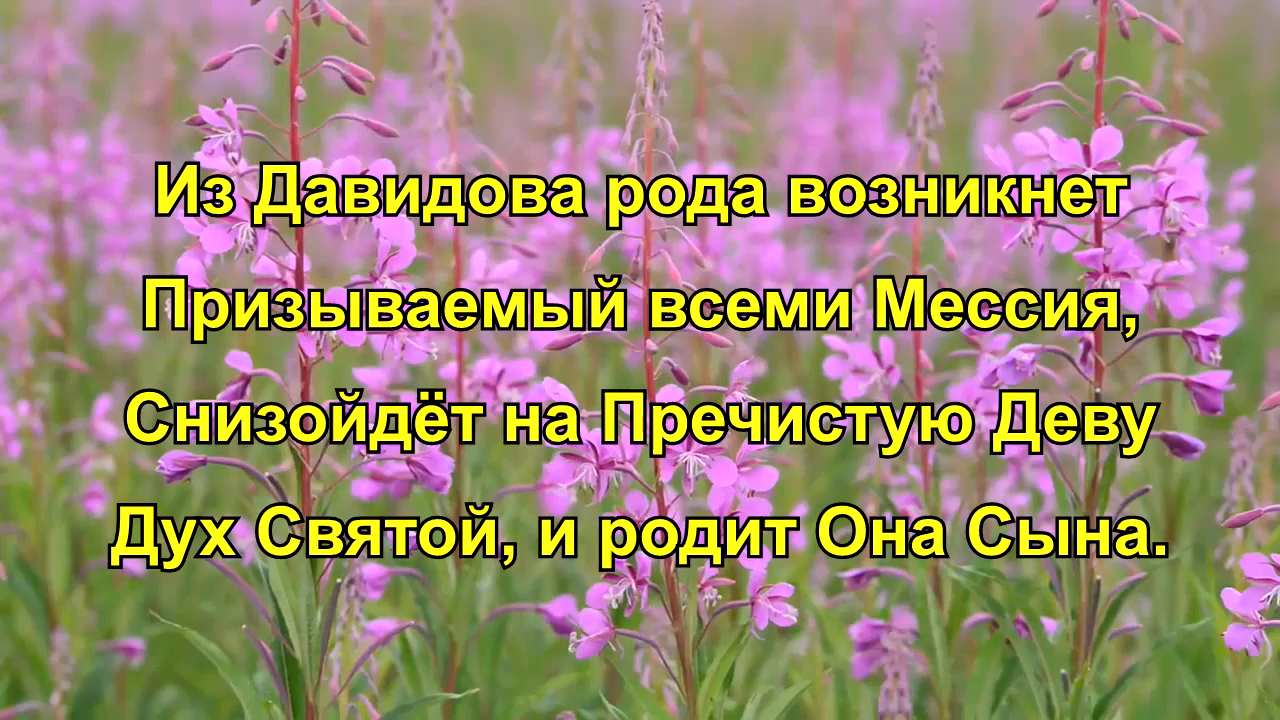 Из Давидова рода возникнет
Призываемый всеми Мессия,
Снизойдёт на Пречистую Деву
Дух Святой, и родит Она Сына.